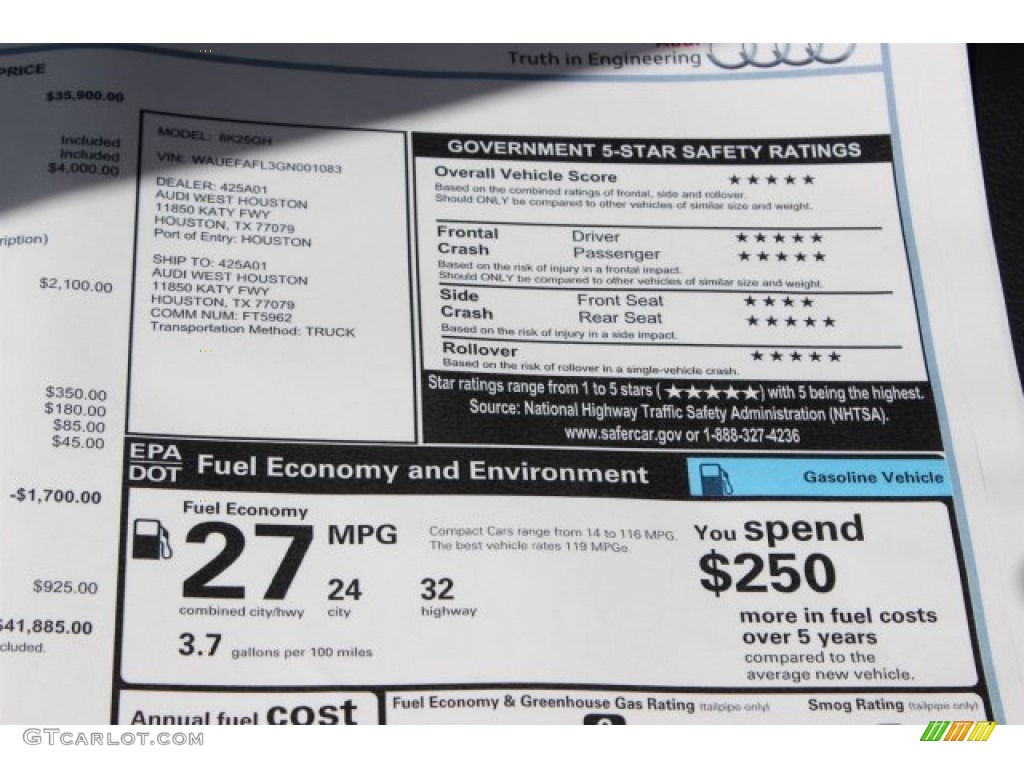 Audi
Truth in Engineering
PRICE
$35,900.00
Included
Included
$4,000.00
ription)
$2,100.00
$350.00
$180.00
$85.00
$45.00
-$1,700.00
$925.00
$41,885.00
cluded.
MODEL: 8K25GH
VIN: WAUEFAFL3GN001083
DEALER: 425A01
AUDI WEST HOUSTON
11850 KATY FWY
HOUSTON, TX 77079
Port of Entry: HOUSTON
SHIP TO: 425A01
AUDI WEST HOUSTON
11850 KATY FWY
HOUSTON, TX 77079
COMM NUM: FT5962
Transportation Method: TRUCK
GOVERNMENT 5-STAR SAFETY RATINGS
Overall Vehicle Score ★★★★★
Based on the combined ratings of frontal, side and rollover.
Should ONLY be compared to other vehicles of similar size and weight.
Frontal Driver ★★★★★
Crash Passenger ★★★★★
Based on the risk of injury in a frontal impact.
Should ONLY be compared to other vehicles of similar size and weight.
Side Front Seat ★★★★
Crash Rear Seat ★★★★★
Based on the risk of injury in a side impact.
Rollover ★★★★★
Based on the risk of rollover in a single-vehicle crash.
Star ratings range from 1 to 5 stars (★★★★★) with 5 being the highest.
Source: National Highway Traffic Safety Administration (NHTSA).
www.safercar.gov or 1-888-327-4236
EPA
DOT
Fuel Economy and Environment
Gasoline Vehicle
Fuel Economy
27 MPG
combined city/hwy
24
city
32
highway
3.7 gallons per 100 miles
Compact Cars range from 14 to 116 MPG.
The best vehicle rates 119 MPGe.
You spend
$250
more in fuel costs
over 5 years
compared to the
average new vehicle.
Annual fuel cost
Fuel Economy & Greenhouse Gas Rating (tailpipe only)
Smog Rating (tailpipe only)
GTcarlot.com